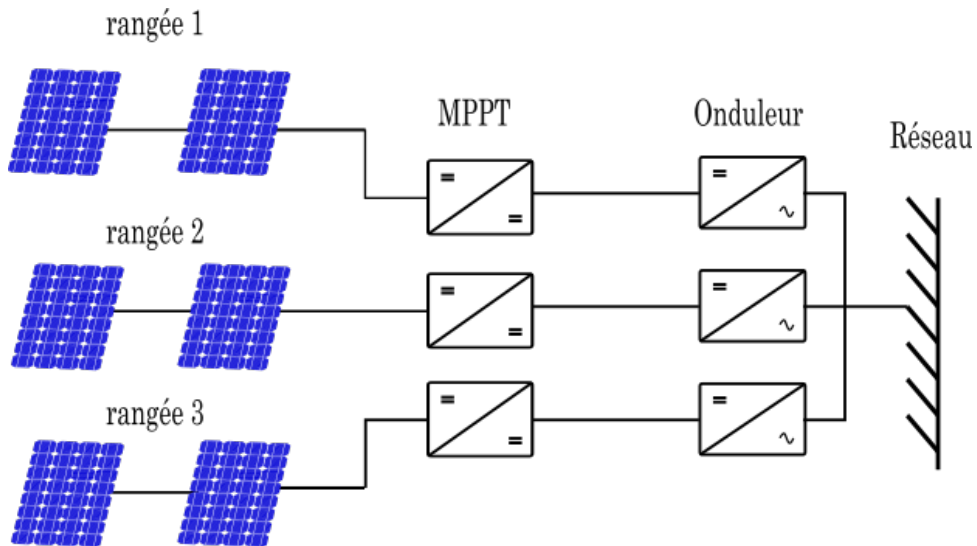 rangée 1
MPPT
Onduleur
Réseau
rangée 2
rangée 3